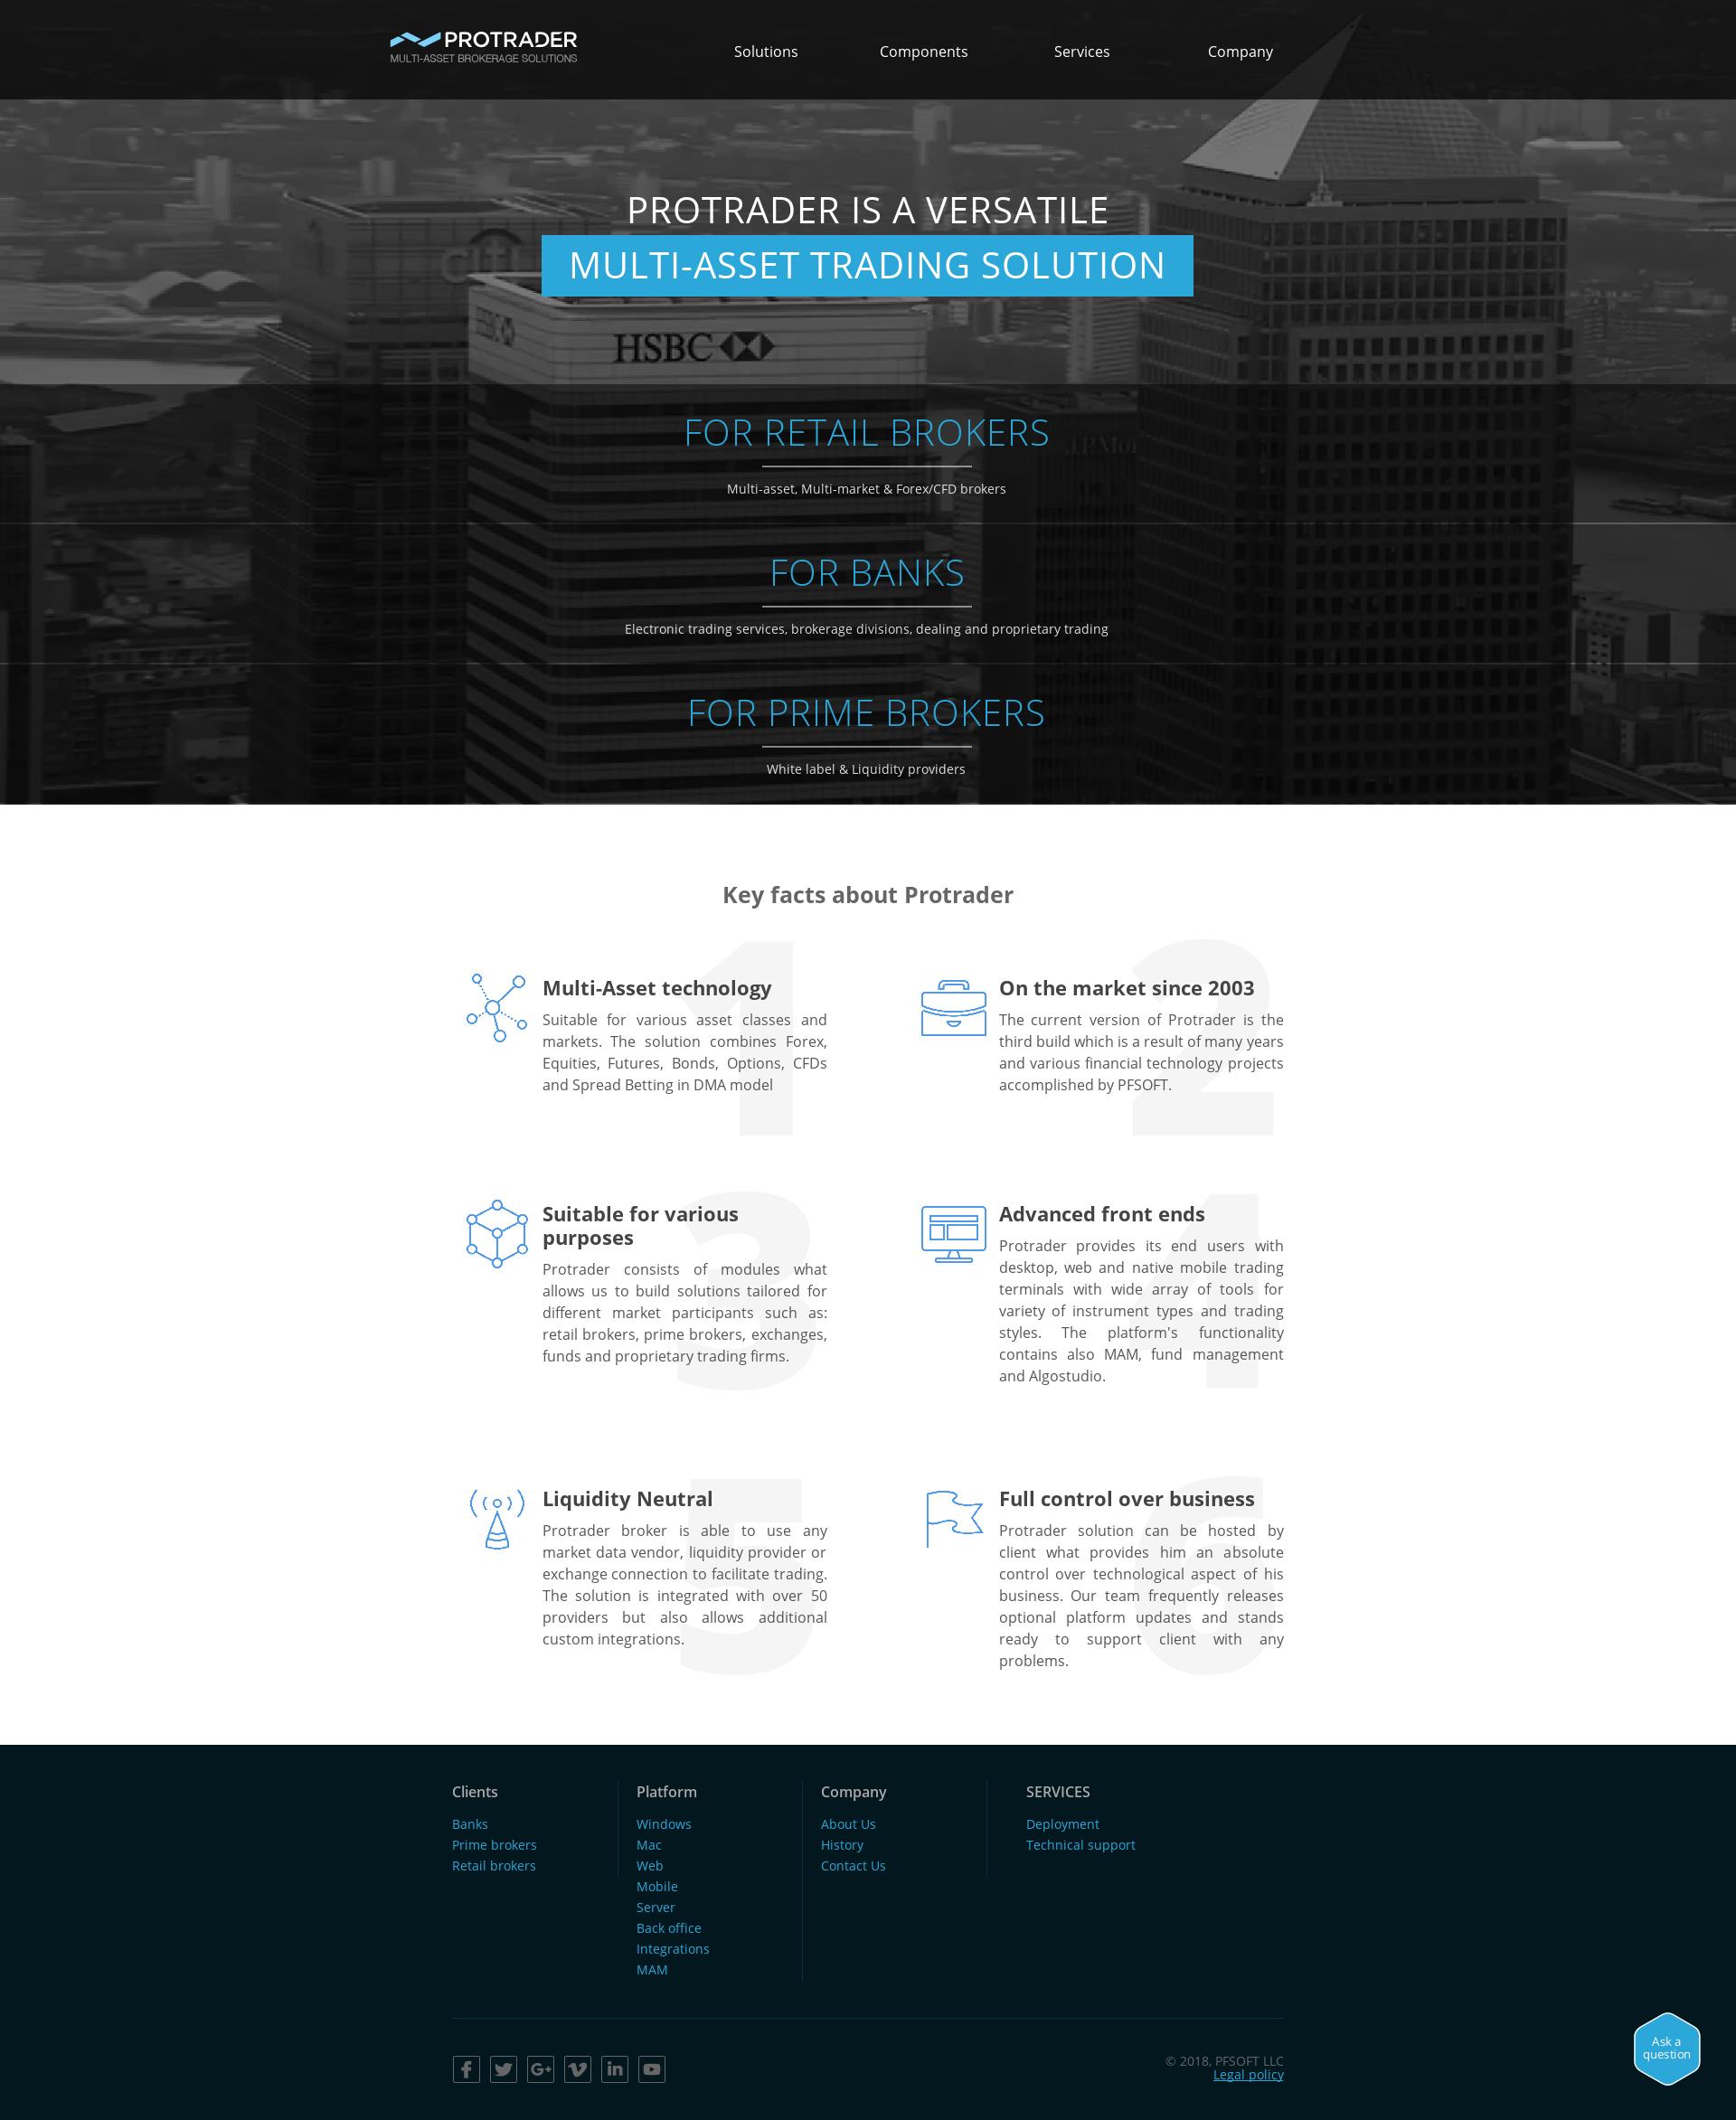 PROTRADER
MULTI-ASSET BROKERAGE SOLUTIONS
Solutions
Components
Services
Company
PROTRADER IS A VERSATILE
citi
MULTI-ASSET TRADING SOLUTION
HSBC
FOR RETAIL BROKERS
Multi-asset, Multi-market & Forex/CFD brokers
FOR BANKS
Electronic trading services, brokerage divisions, dealing and proprietary trading
FOR PRIME BROKERS
White label & Liquidity providers
Key facts about Protrader
1
Multi-Asset technology
Suitable for various asset classes and
markets. The solution combines Forex,
Equities, Futures, Bonds, Options, CFDs
and Spread Betting in DMA model
2
On the market since 2003
The current version of Protrader is the
third build which is a result of many years
and various financial technology projects
accomplished by PFSOFT.
3
Suitable for various
purposes
Protrader consists of modules what
allows us to build solutions tailored for
different market participants such as:
retail brokers, prime brokers, exchanges,
funds and proprietary trading firms.
4
Advanced front ends
Protrader provides its end users with
desktop, web and native mobile trading
terminals with wide array of tools for
variety of instrument types and trading
styles. The platform's functionality
contains also MAM, fund management
and Algostudio.
5
Liquidity Neutral
Protrader broker is able to use any
market data vendor, liquidity provider or
exchange connection to facilitate trading.
The solution is integrated with over 50
providers but also allows additional
custom integrations.
6
Full control over business
Protrader solution can be hosted by
client what provides him an absolute
control over technological aspect of his
business. Our team frequently releases
optional platform updates and stands
ready to support client with any
problems.
Clients
Banks
Prime brokers
Retail brokers
Platform
Windows
Mac
Web
Mobile
Server
Back office
Integrations
MAM
Company
About Us
History
Contact Us
SERVICES
Deployment
Technical support
© 2018, PFSOFT LLC
Legal policy
Ask a
question